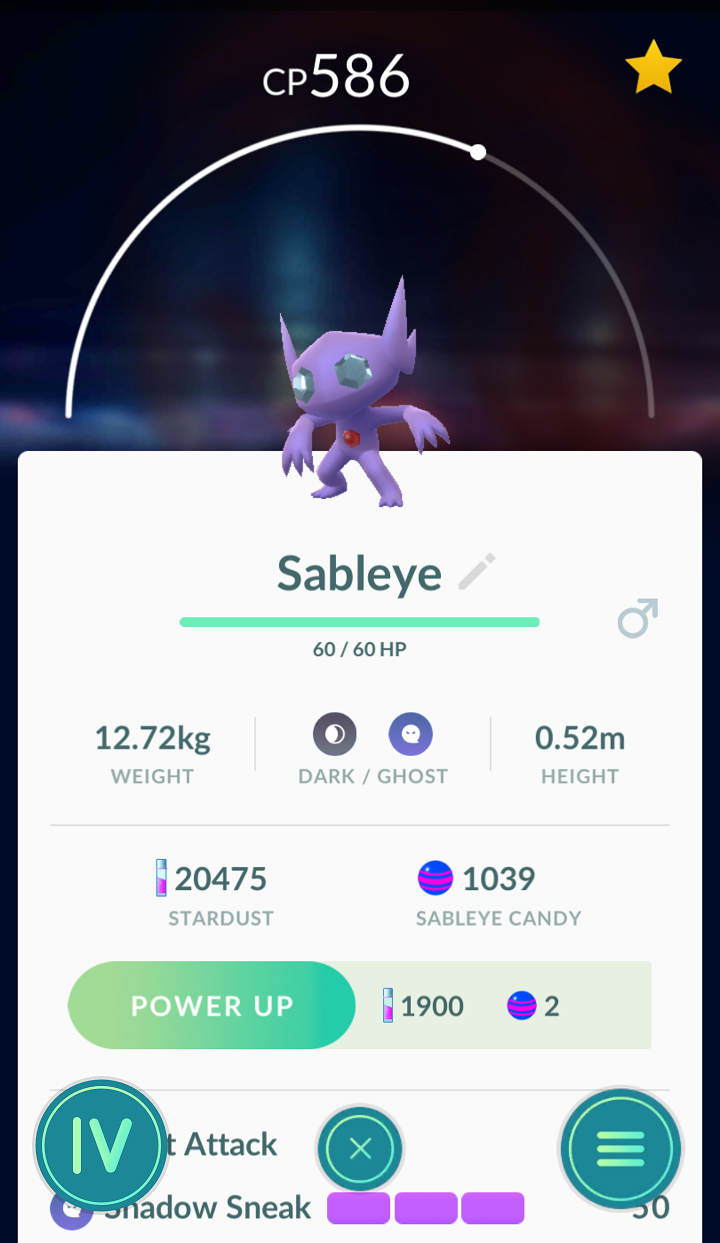 CP586
Sableye
60 / 60 HP
12.72kg
WEIGHT
DARK / GHOST
0.52m
HEIGHT
20475
STARDUST
1039
SABLEYE CANDY
POWER UP
1900
2
IV
t Attack
Shadow Sneak
50